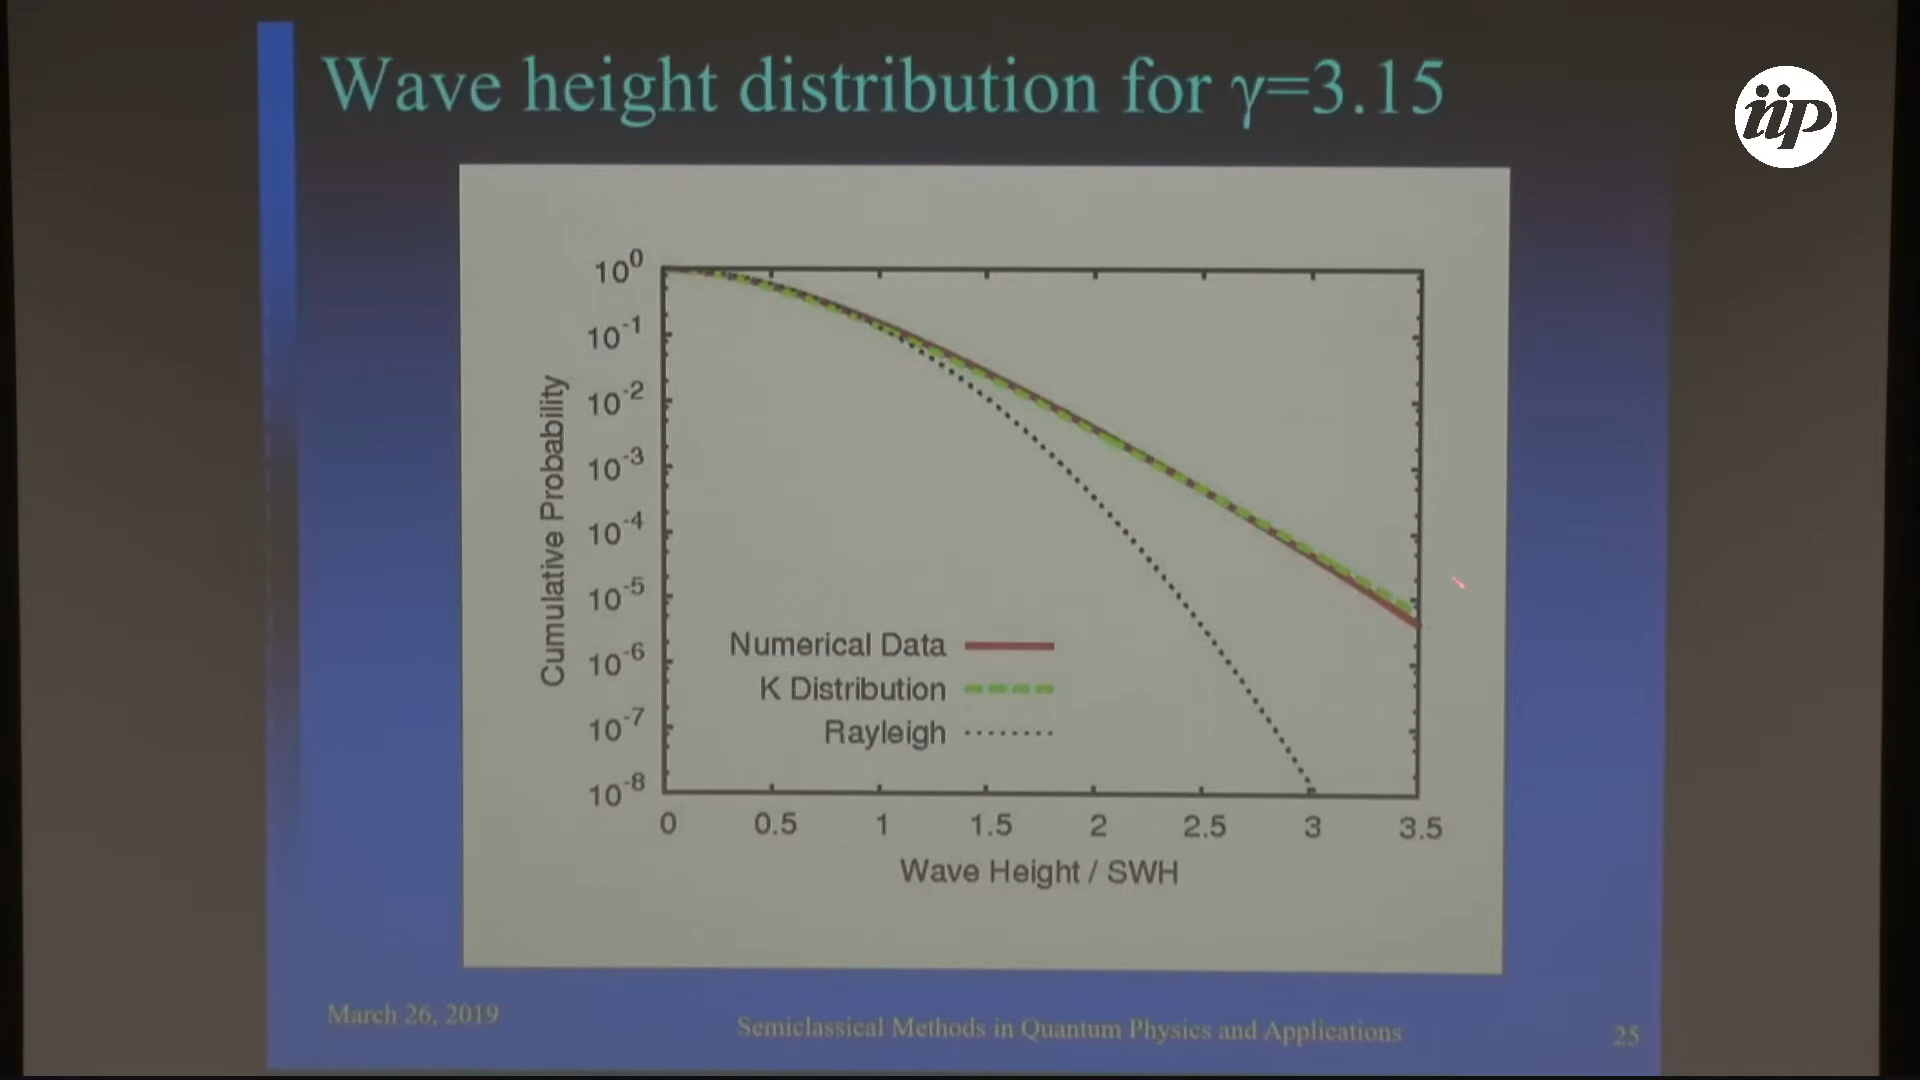 Wave height distribution for γ=3.15
iip
10^0
10^-1
10^-2
10^-3
10^-4
10^-5
10^-6
10^-7
10^-8
Cumulative Probability
Numerical Data
K Distribution
Rayleigh
0 0.5 1 1.5 2 2.5 3 3.5
Wave Height / SWH
March 26, 2019
Semiclassical Methods in Quantum Physics and Applications
25